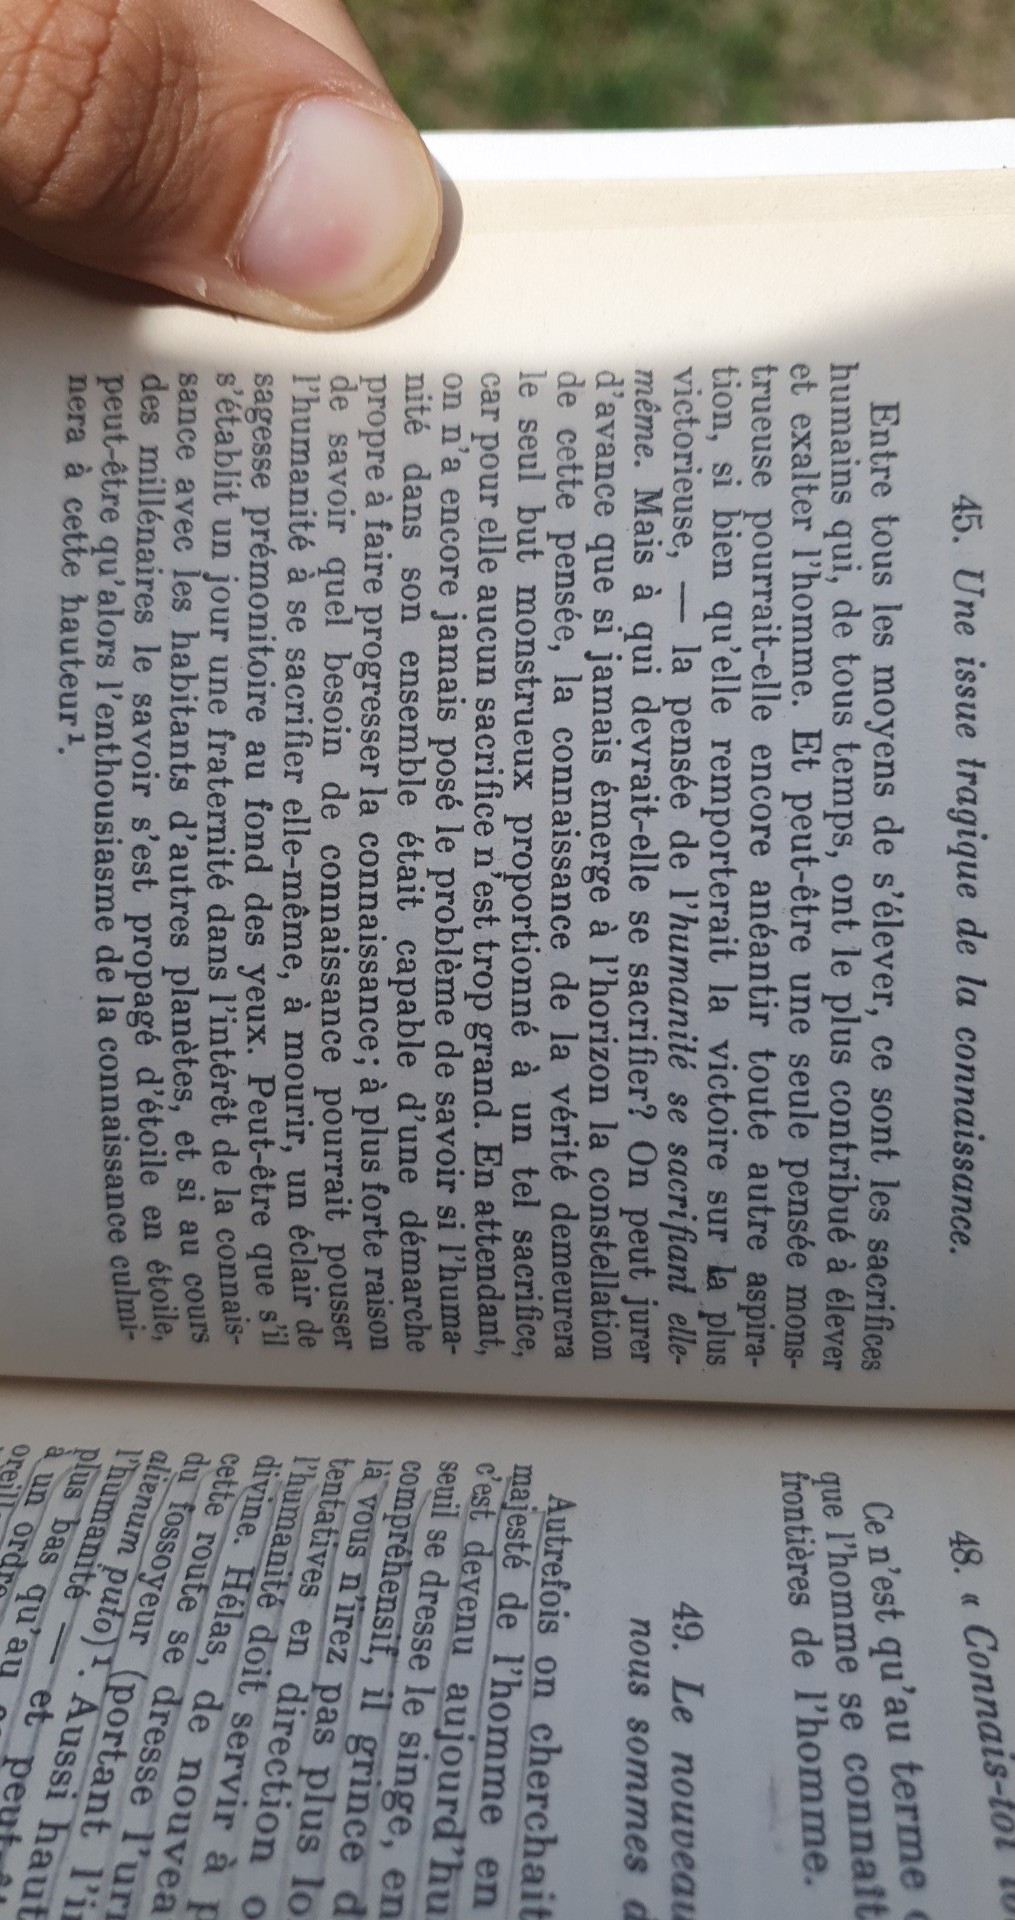 45. Une issue tragique de la connaissance.
Entre tous les moyens de s'élever, ce sont les sacrifices
humains qui, de tous temps, ont le plus contribué à élever
et exalter l'homme. Et peut-être une seule pensée mons-
trueuse pourrait-elle encore anéantir toute autre aspira-
tion, si bien qu'elle remporterait la victoire sur la plus
victorieuse, — la pensée de l'humanité se sacrifiant elle-
même. Mais à qui devrait-elle se sacrifier? On peut jurer
d'avance que si jamais émerge à l'horizon la constellation
de cette pensée, la connaissance de la vérité demeurera
le seul but monstrueux proportionné à un tel sacrifice,
car pour elle aucun sacrifice n'est trop grand. En attendant,
on n'a encore jamais posé le problème de savoir si l'huma-
nité dans son ensemble était capable d'une démarche
propre à faire progresser la connaissance; à plus forte raison
de savoir quel besoin de connaissance pourrait pousser
l'humanité à se sacrifier elle-même, à mourir, un éclair de
sagesse prémonitoire au fond des yeux. Peut-être que s'il
s'établit un jour une fraternité dans l'intérêt de la connais-
sance avec les habitants d'autres planètes, et si au cours
des millénaires le savoir s'est propagé d'étoile en étoile,
peut-être qu'alors l'enthousiasme de la connaissance culmi-
nera à cette hauteur¹.
48. « Connais-toi
Ce n'est qu'au terme
que l'homme se connaît
frontières de l'homme.
49. Le nouveau
nous sommes
Autrefois on cherchait
majesté de l'homme en
c'est devenu aujourd'hu
seuil se dresse le singe, en
compréhensif, il grince d
là vous n'irez pas plus lo
tentatives en direction o
l'humanité doit servir à p
divine. Hélas, de nouvea
cette route se dresse l'ur
du fossoyeur (portant l'i
alienum puto)¹. Aussi haut
l'humanité — et peut-
plus bas qu'au
à un ordre